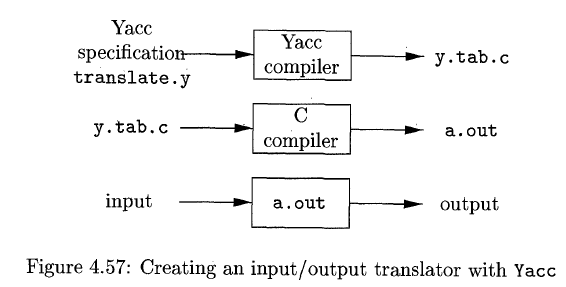 Yacc
specification
translate.y
Yacc
compiler
y.tab.c
y.tab.c
C
compiler
a.out
input
a.out
output
Figure 4.57: Creating an input/output translator with Yacc